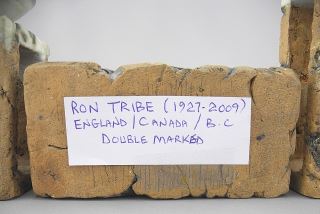 RON TRIBE (1927-2009)
ENGLAND/CANADA/B.C
DOUBLE MARKED